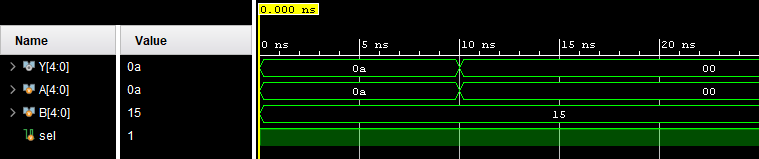 0.000 ns
Name Value
0 ns 5 ns 10 ns 15 ns 20 ns
Y[4:0] 0a 0a 00
A[4:0] 0a 0a 00
B[4:0] 15 15
sel 1